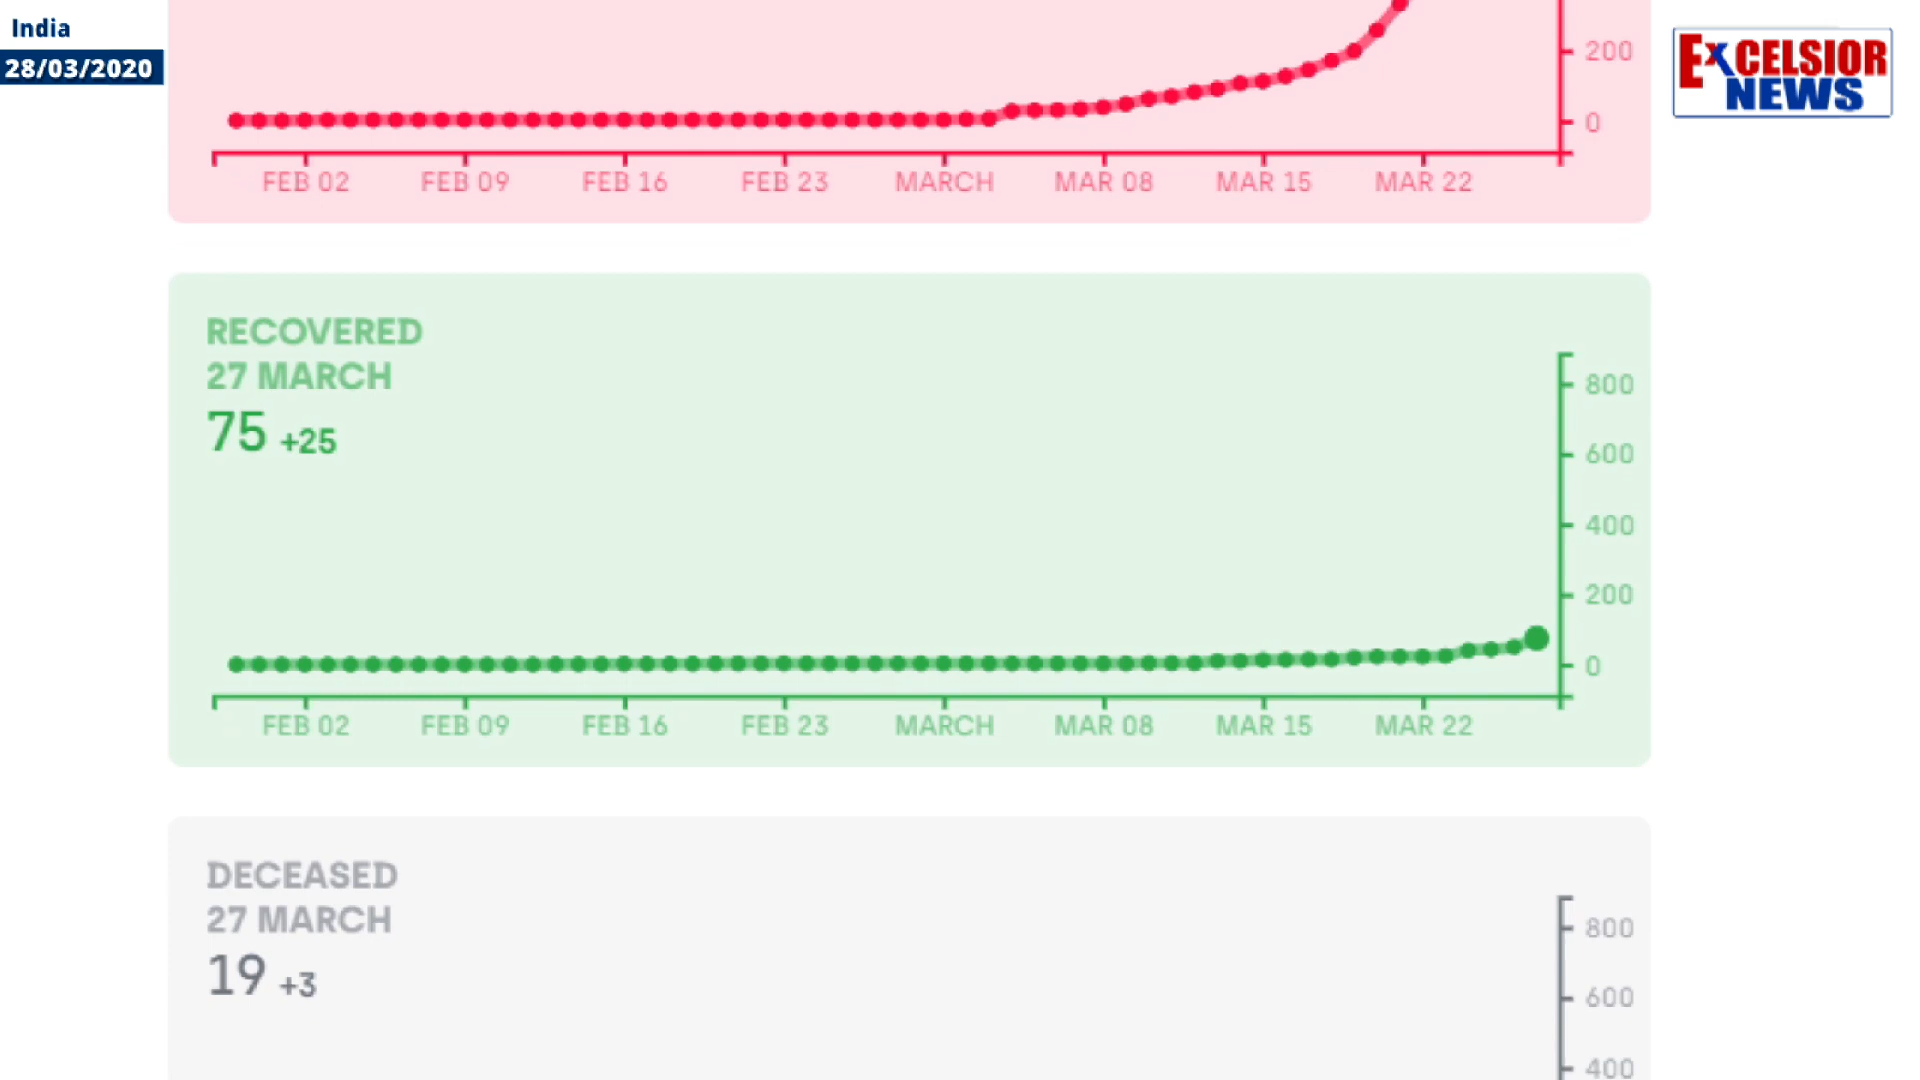 India
28/03/2020
EXCELSIOR
NEWS
200
0
FEB 02 FEB 09 FEB 16 FEB 23 MARCH MAR 08 MAR 15 MAR 22
RECOVERED
27 MARCH
75 +25
800
600
400
200
0
FEB 02 FEB 09 FEB 16 FEB 23 MARCH MAR 08 MAR 15 MAR 22
DECEASED
27 MARCH
19 +3
800
600
400